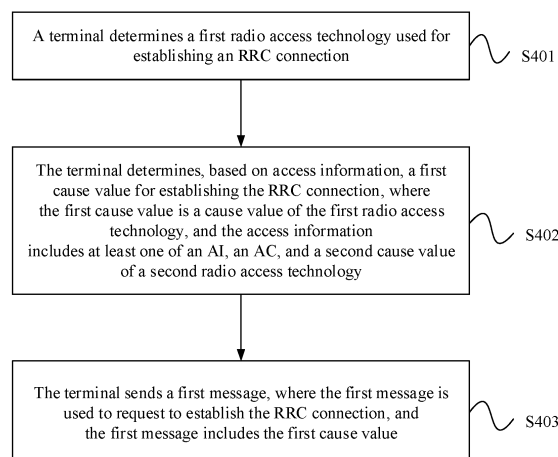 A terminal determines a first radio access technology used for
establishing an RRC connection
S401
The terminal determines, based on access information, a first
cause value for establishing the RRC connection, where
the first cause value is a cause value of the first radio access
technology, and the access information
includes at least one of an AI, an AC, and a second cause value
of a second radio access technology
S402
The terminal sends a first message, where the first message is
used to request to establish the RRC connection, and
the first message includes the first cause value
S403